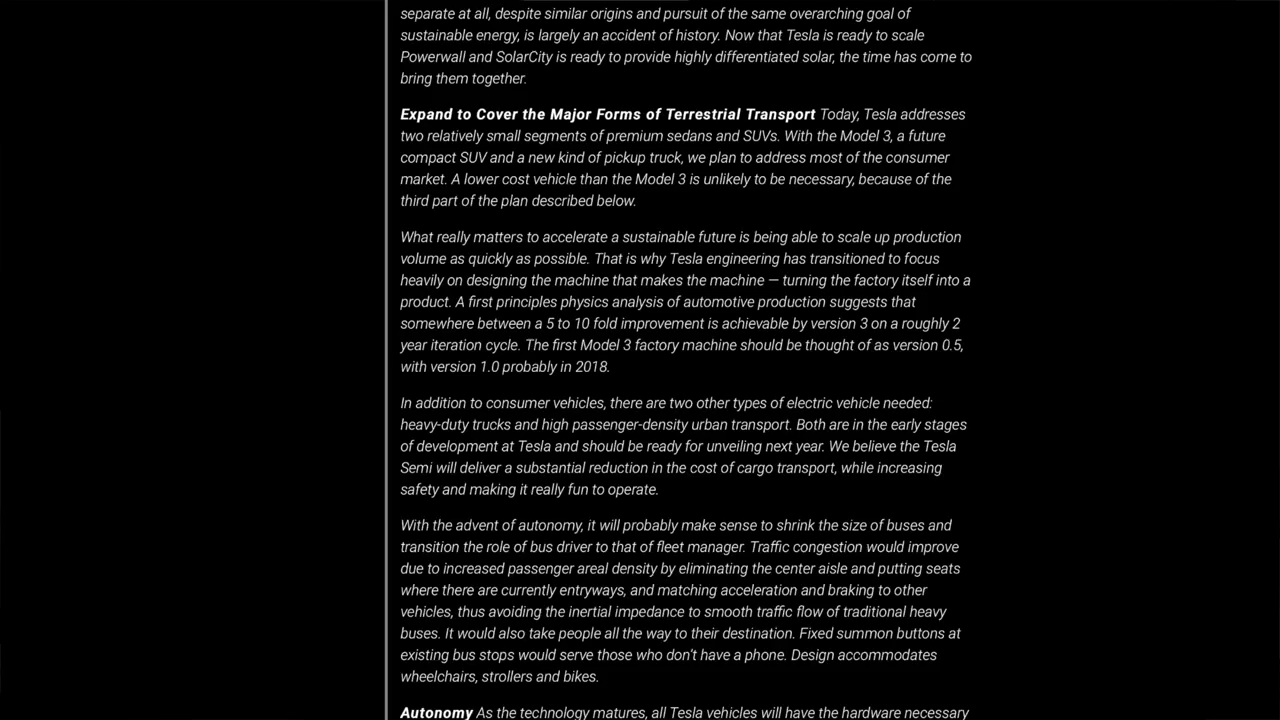 separate at all, despite similar origins and pursuit of the same overarching goal of
sustainable energy, is largely an accident of history. Now that Tesla is ready to scale
Powerwall and SolarCity is ready to provide highly differentiated solar, the time has come to
bring them together.
Expand to Cover the Major Forms of Terrestrial Transport Today, Tesla addresses
two relatively small segments of premium sedans and SUVs. With the Model 3, a future
compact SUV and a new kind of pickup truck, we plan to address most of the consumer
market. A lower cost vehicle than the Model 3 is unlikely to be necessary, because of the
third part of the plan described below.
What really matters to accelerate a sustainable future is being able to scale up production
volume as quickly as possible. That is why Tesla engineering has transitioned to focus
heavily on designing the machine that makes the machine — turning the factory itself into a
product. A first principles physics analysis of automotive production suggests that
somewhere between a 5 to 10 fold improvement is achievable by version 3 on a roughly 2
year iteration cycle. The first Model 3 factory machine should be thought of as version 0.5,
with version 1.0 probably in 2018.
In addition to consumer vehicles, there are two other types of electric vehicle needed:
heavy-duty trucks and high passenger-density urban transport. Both are in the early stages
of development at Tesla and should be ready for unveiling next year. We believe the Tesla
Semi will deliver a substantial reduction in the cost of cargo transport, while increasing
safety and making it really fun to operate.
With the advent of autonomy, it will probably make sense to shrink the size of buses and
transition the role of bus driver to that of fleet manager. Traffic congestion would improve
due to increased passenger areal density by eliminating the center aisle and putting seats
where there are currently entryways, and matching acceleration and braking to other
vehicles, thus avoiding the inertial impedance to smooth traffic flow of traditional heavy
buses. It would also take people all the way to their destination. Fixed summon buttons at
existing bus stops would serve those who don't have a phone. Design accommodates
wheelchairs, strollers and bikes.
Autonomy As the technology matures, all Tesla vehicles will have the hardware necessary